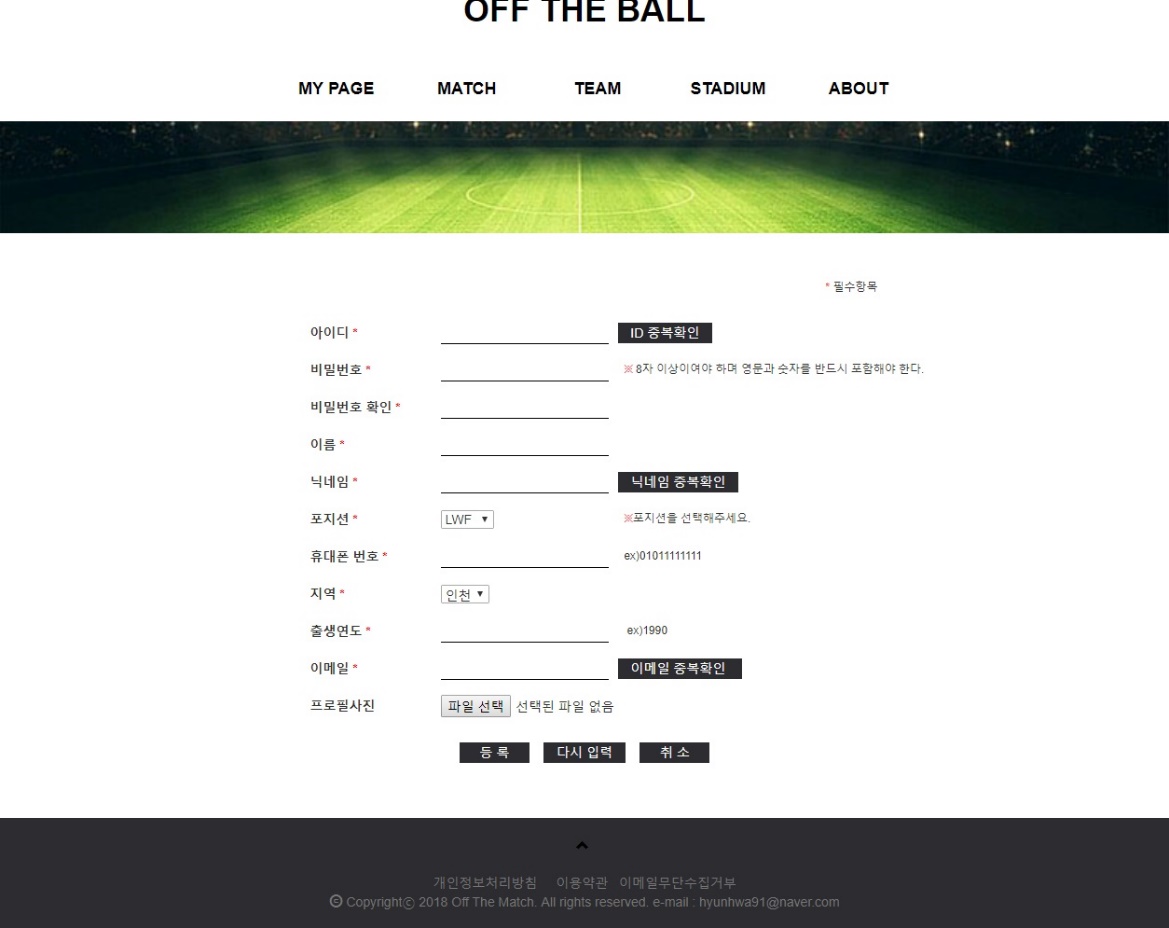 OFF THE BALL
MY PAGE MATCH TEAM STADIUM ABOUT
* 필수항목
아이디 * ID 중복확인
비밀번호 * ※ 8자 이상이여야 하며 영문과 숫자를 반드시 포함해야 한다.
비밀번호 확인 *
이름 *
닉네임 * 닉네임 중복확인
포지션 * LWF ▼ ※포지션을 선택해주세요.
휴대폰 번호 * ex)01011111111
지역 * 인천 ▼
출생연도 * ex)1990
이메일 * 이메일 중복확인
프로필사진 파일 선택 선택된 파일 없음
등 록 다시 입력 취 소
개인정보처리방침 이용약관 이메일무단수집거부
© Copyrightⓒ 2018 Off The Match. All rights reserved. e-mail : hyunhwa91@naver.com